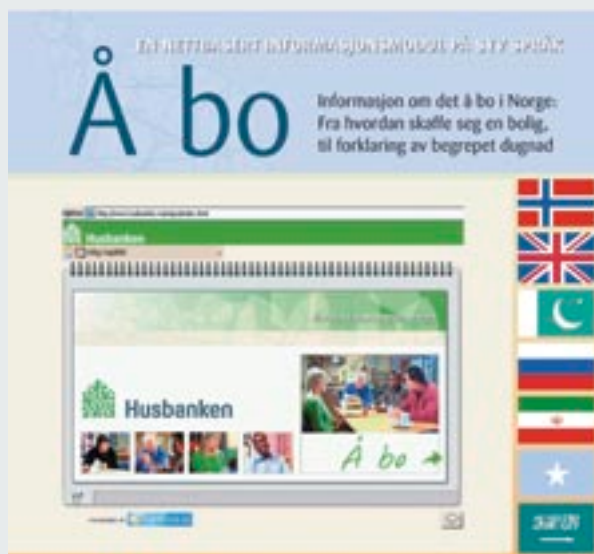 EN NETTBASERT INFORMASJONSMODUL PÅ SYV SPRÅK
Å bo
Informasjon om det å bo i Norge:
Fra hvordan skaffe seg en bolig,
til forklaring av begrepet dugnad
Husbanken
Husbanken
Å bo